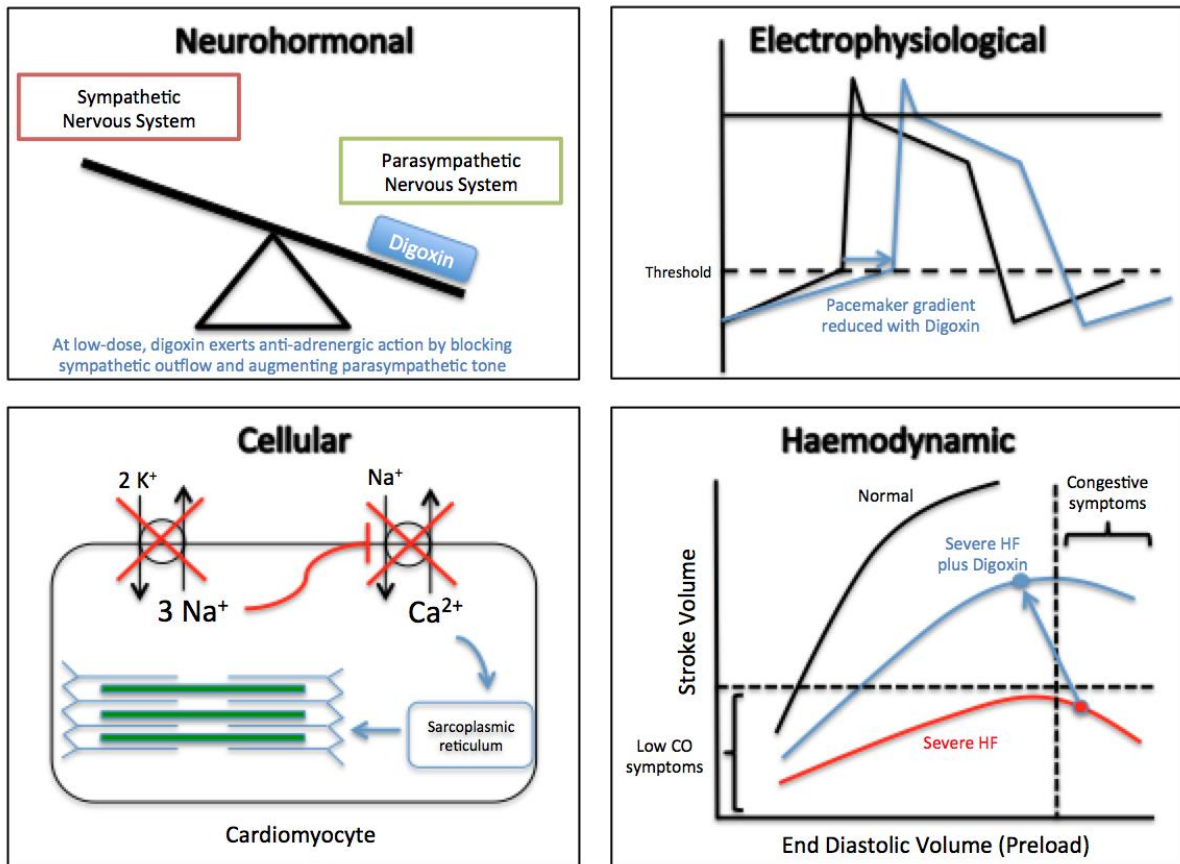 Neurohormonal
Sympathetic
Nervous System
Parasympathetic
Nervous System
Digoxin
At low-dose, digoxin exerts anti-adrenergic action by blocking
sympathetic outflow and augmenting parasympathetic tone
Electrophysiological
Threshold
Pacemaker gradient
reduced with Digoxin
Cellular
2 K⁺
Na⁺
3 Na⁺
Ca²⁺
Sarcoplasmic
reticulum
Cardiomyocyte
Haemodynamic
Normal
Congestive
symptoms
Severe HF
plus Digoxin
Stroke Volume
Low CO
symptoms
Severe HF
End Diastolic Volume (Preload)